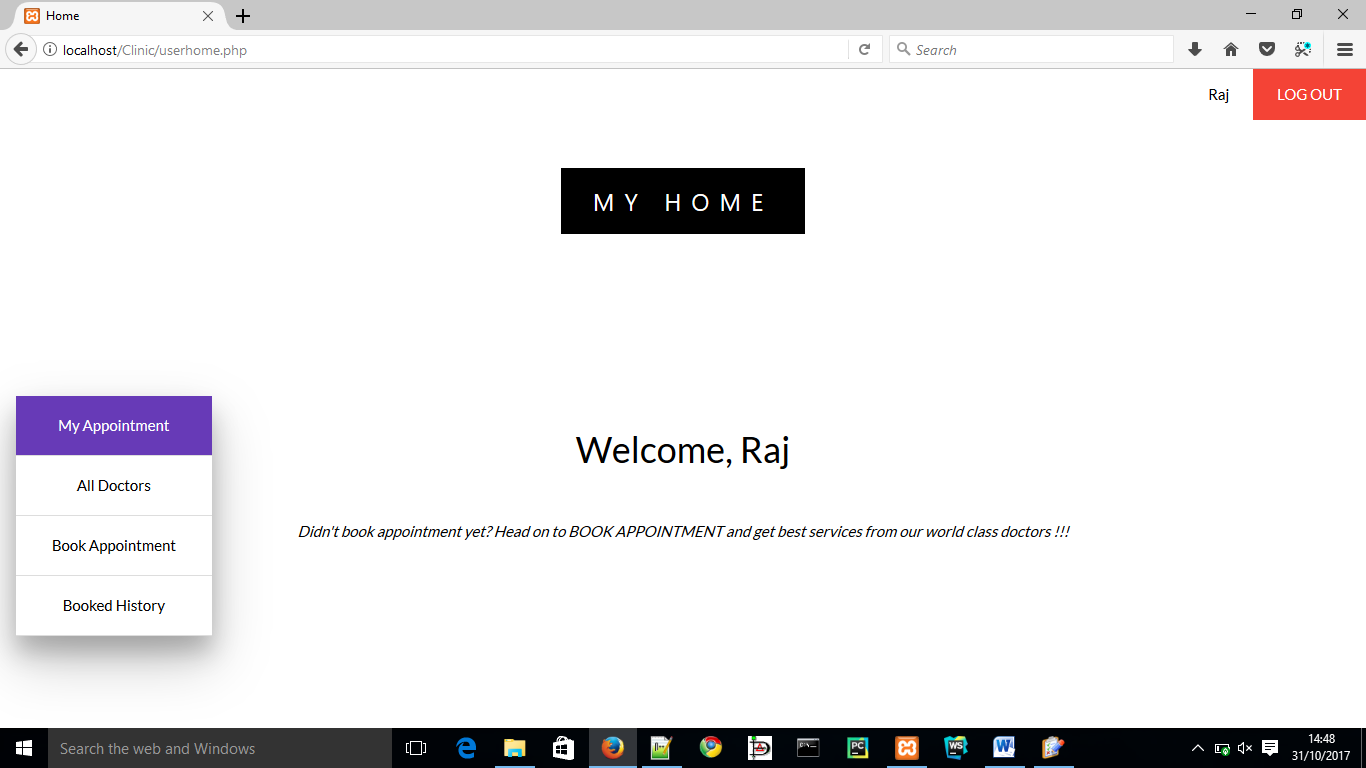 Home
localhost/Clinic/userhome.php
Search
Raj
LOG OUT
MY HOME
My Appointment
All Doctors
Book Appointment
Booked History
Welcome, Raj
Didn't book appointment yet? Head on to BOOK APPOINTMENT and get best services from our world class doctors !!!
Search the web and Windows
PC
WS
14:48
31/10/2017